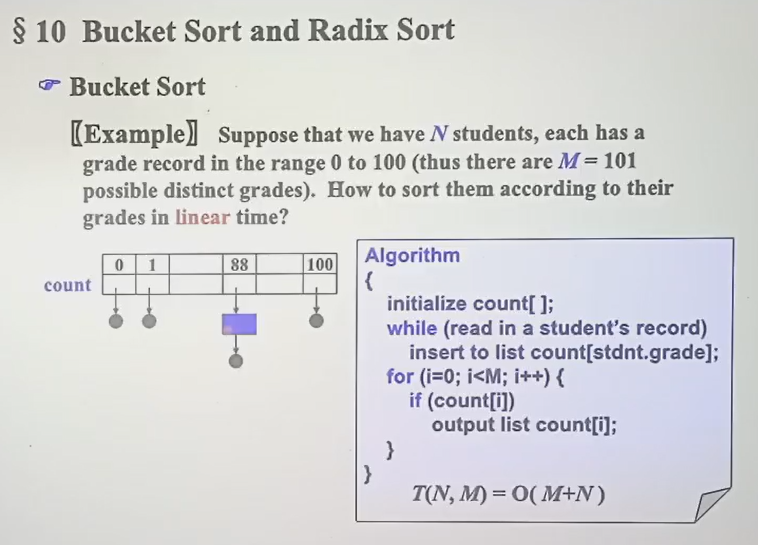 § 10 Bucket Sort and Radix Sort
☞ Bucket Sort
〖Example〗 Suppose that we have N students, each has a
grade record in the range 0 to 100 (thus there are M = 101
possible distinct grades). How to sort them according to their
grades in linear time?
0 1 88 100
count
Algorithm
{
initialize count[ ];
while (read in a student's record)
insert to list count[stdnt.grade];
for (i=0; i<M; i++) {
if (count[i])
output list count[i];
}
}
T(N, M) = O( M+N )